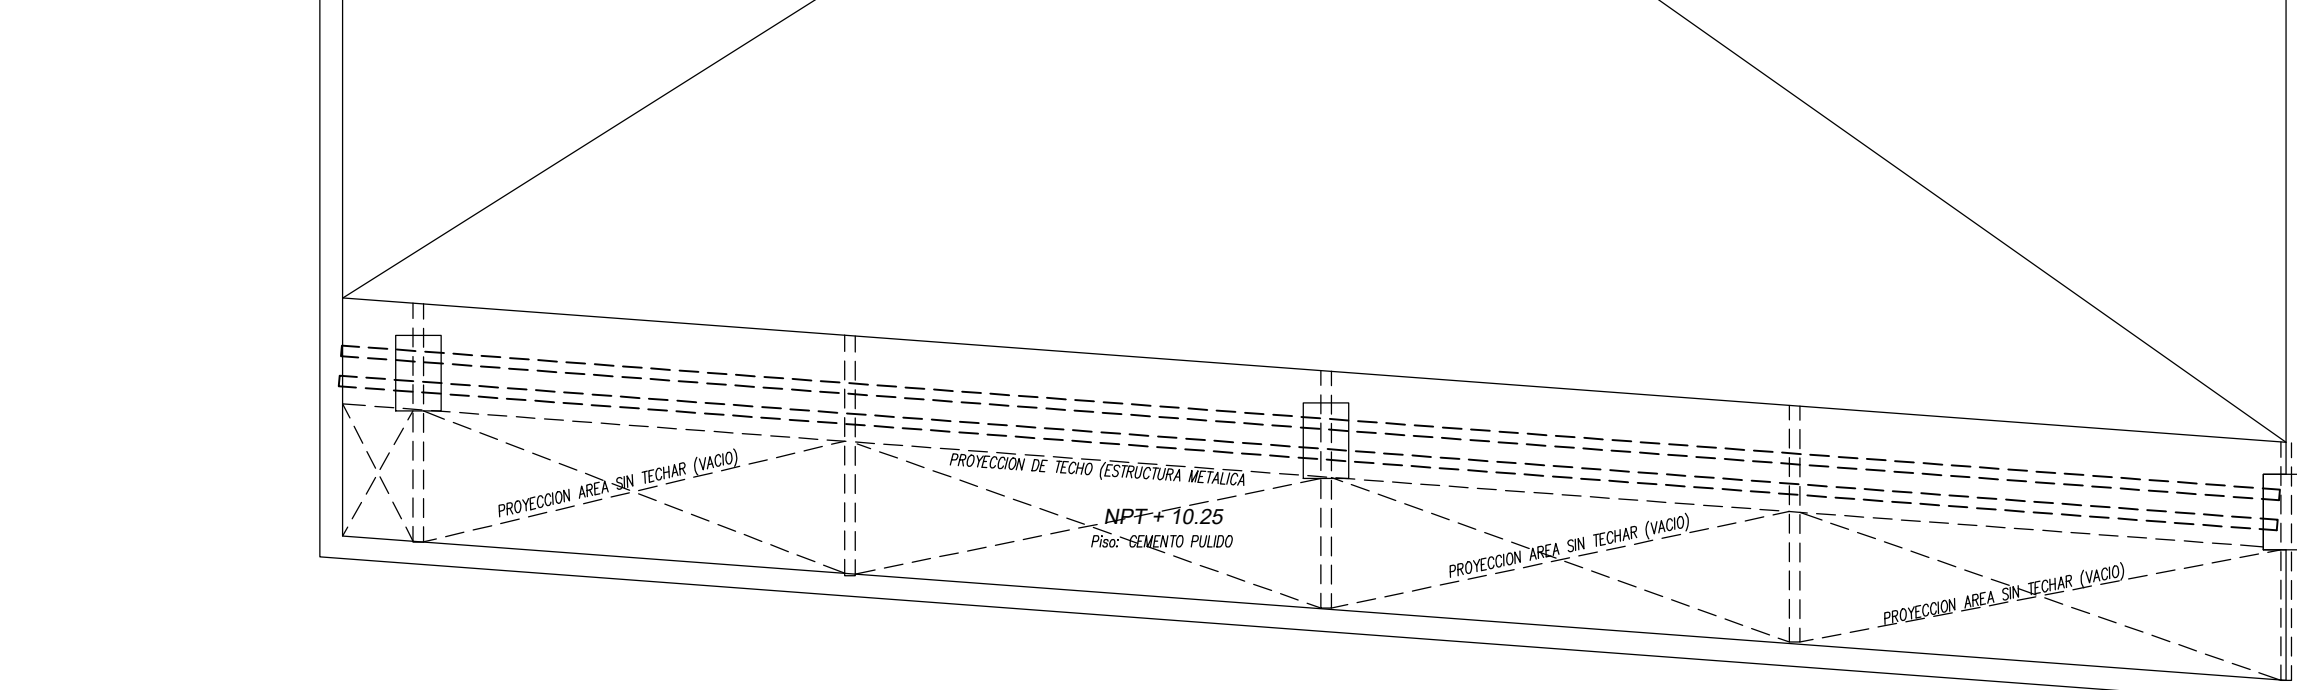 PROYECCION AREA SIN TECHAR (VACIO)
PROYECCION DE TECHO (ESTRUCTURA METALICA
NPT + 10.25
Piso: CEMENTO PULIDO
PROYECCION AREA SIN TECHAR (VACIO)
PROYECCION AREA SIN TECHAR (VACIO)